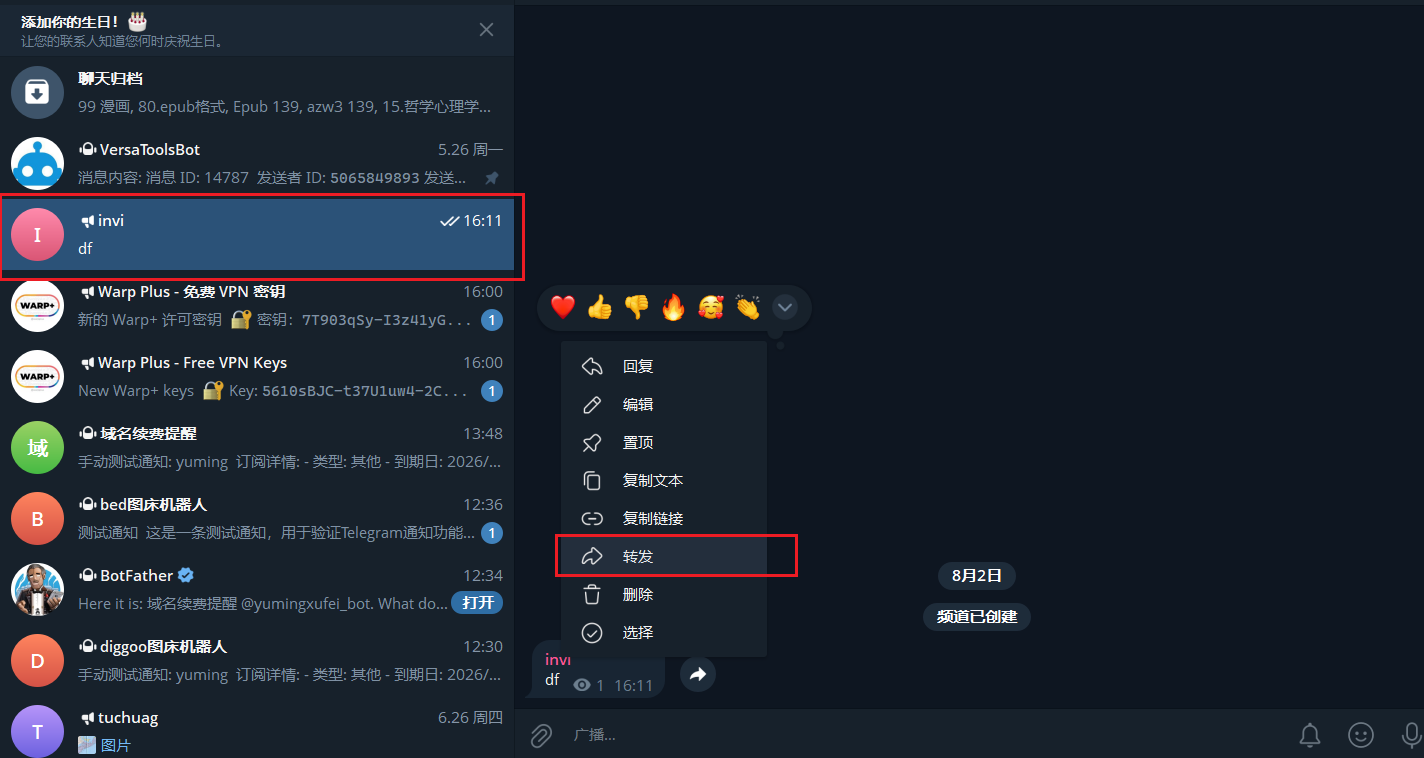 添加你的生日！
让您的联系人知道您何时庆祝生日。
聊天归档
99 漫画, 80.epub格式, Epub 139, azw3 139, 15.哲学心理学...
VersaToolsBot 5.26 周一
消息内容: 消息 ID: 14787 发送者 ID: 5065849893 发送...
I
invi 16:11
df
WARP+
Warp Plus - 免费 VPN 密钥 16:00
新的 Warp+ 许可密钥 密钥: 7T903qSy-I3z41yG... 1
WARP+
Warp Plus - Free VPN Keys 16:00
New Warp+ keys Key: 5610sBJC-t37U1uw4-2C... 1
域
域名续费提醒 13:48
手动测试通知: yuming 订阅详情: - 类型: 其他 - 到期日: 2026/...
B
bed图床机器人 12:36
测试通知 这是一条测试通知，用于验证Telegram通知功能... 1
BotFather 12:34
Here it is: 域名续费提醒 @yumingxufei_bot. What do... 打开
D
diggoo图床机器人 12:30
手动测试通知: yuming 订阅详情: - 类型: 其他 - 到期日: 2026/...
T
tuchuag 6.26 周四
图片
回复
编辑
置顶
复制文本
复制链接
转发
删除
选择
8月2日
频道已创建
invi
df 1 16:11
广播...